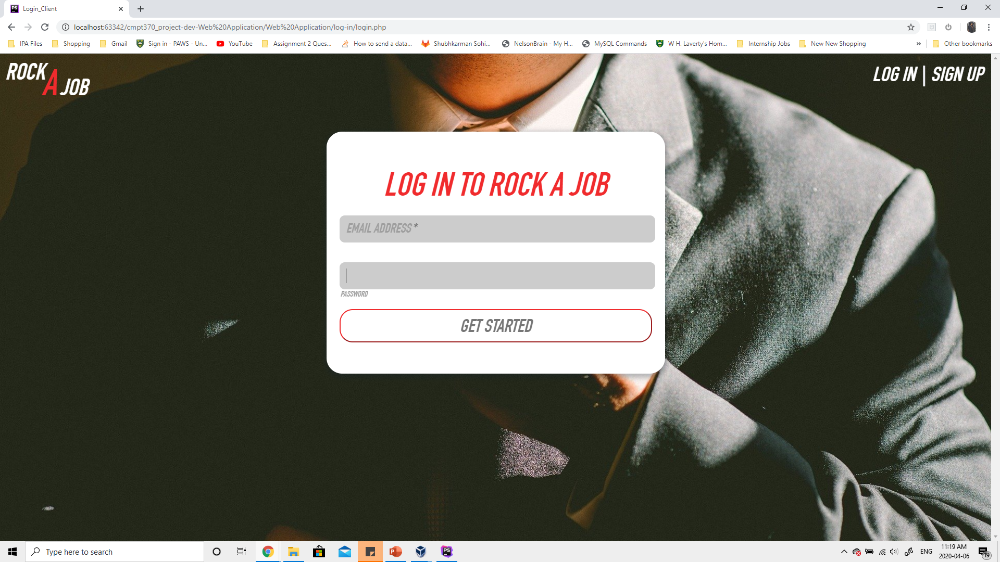 Login_Client
localhost:63342/cmpt370_project-dev-Web%20Application/Web%20Application/log-in/login.php
IPA Files Shopping Gmail Sign in - PAWS - Un... YouTube Assignment 2 Ques... How to send a data... Shubhkarman Sohi... NelsonBrain - My H... MySQL Commands W H. Laverty's Hom... Internship Jobs New New Shopping » Other bookmarks
ROCK
A JOB
LOG IN | SIGN UP
LOG IN TO ROCK A JOB
EMAIL ADDRESS*
PASSWORD
GET STARTED
Type here to search
ENG
11:19 AM
2020-04-06
19